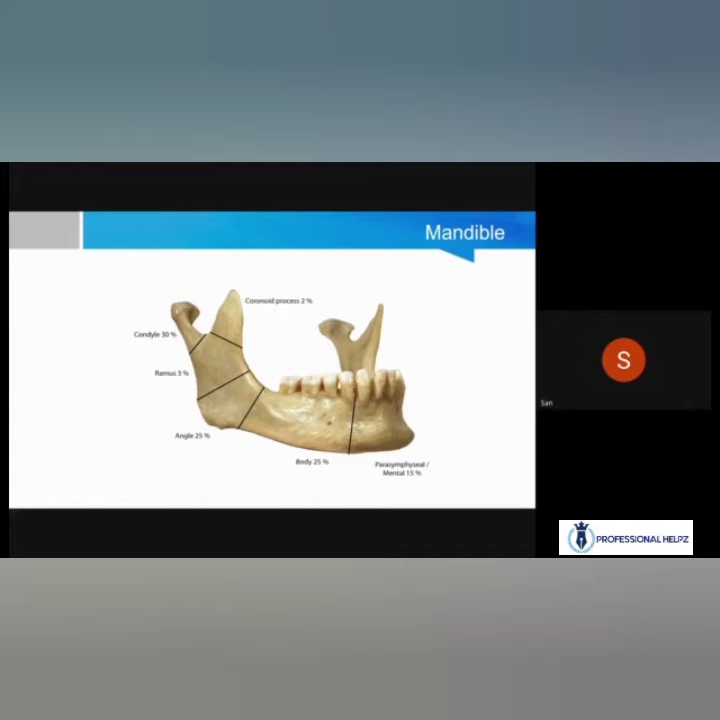 Mandible
Coronoid process 2 %
Condyle 30 %
Ramus 3 %
Angle 25 %
Body 25 %
Parasymphyseal /
Mental 15 %
S
San
PROFESSIONAL HELPZ